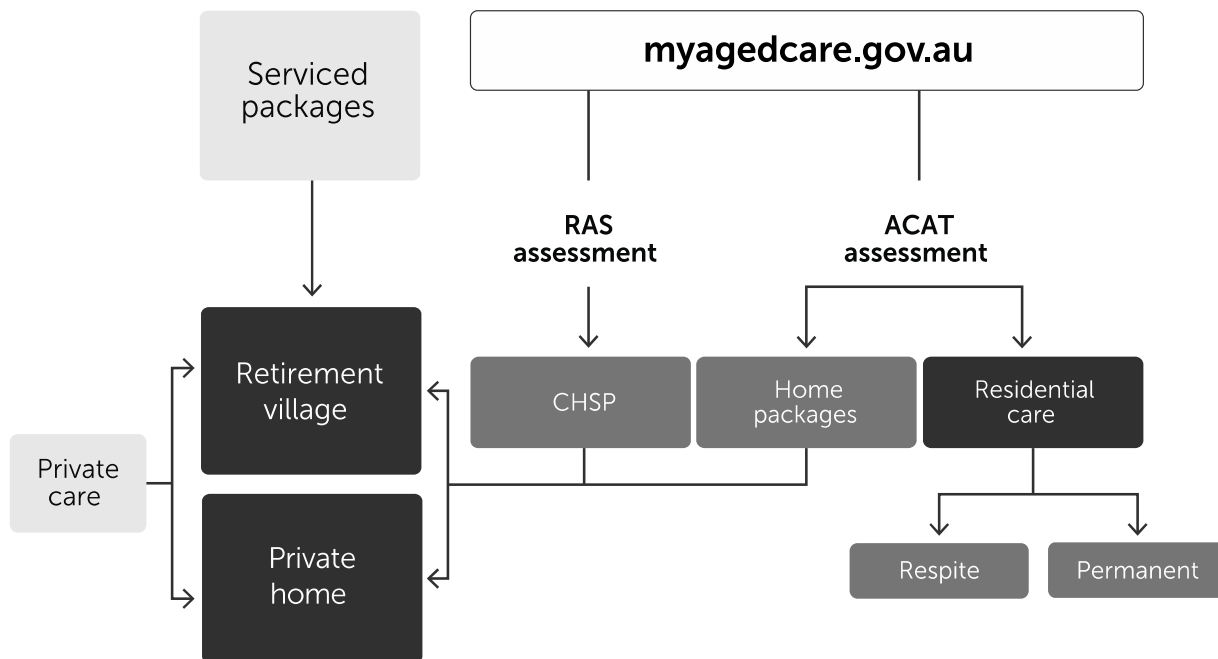 Serviced
packages
myagedcare.gov.au
RAS
assessment
ACAT
assessment
Retirement
village
CHSP
Home
packages
Residential
care
Private
care
Private
home
Respite
Permanent